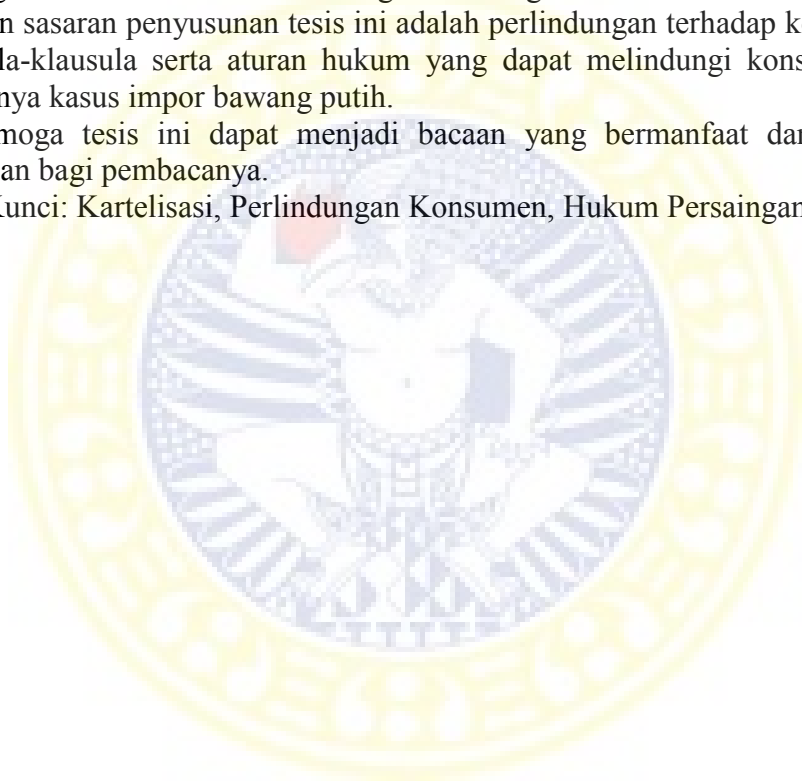 n sasaran penyusunan tesis ini adalah perlindungan terhadap k
la-klausula serta aturan hukum yang dapat melindungi kons
nya kasus impor bawang putih.
moga tesis ini dapat menjadi bacaan yang bermanfaat dar
an bagi pembacanya.
Kunci: Kartelisasi, Perlindungan Konsumen, Hukum Persaingan